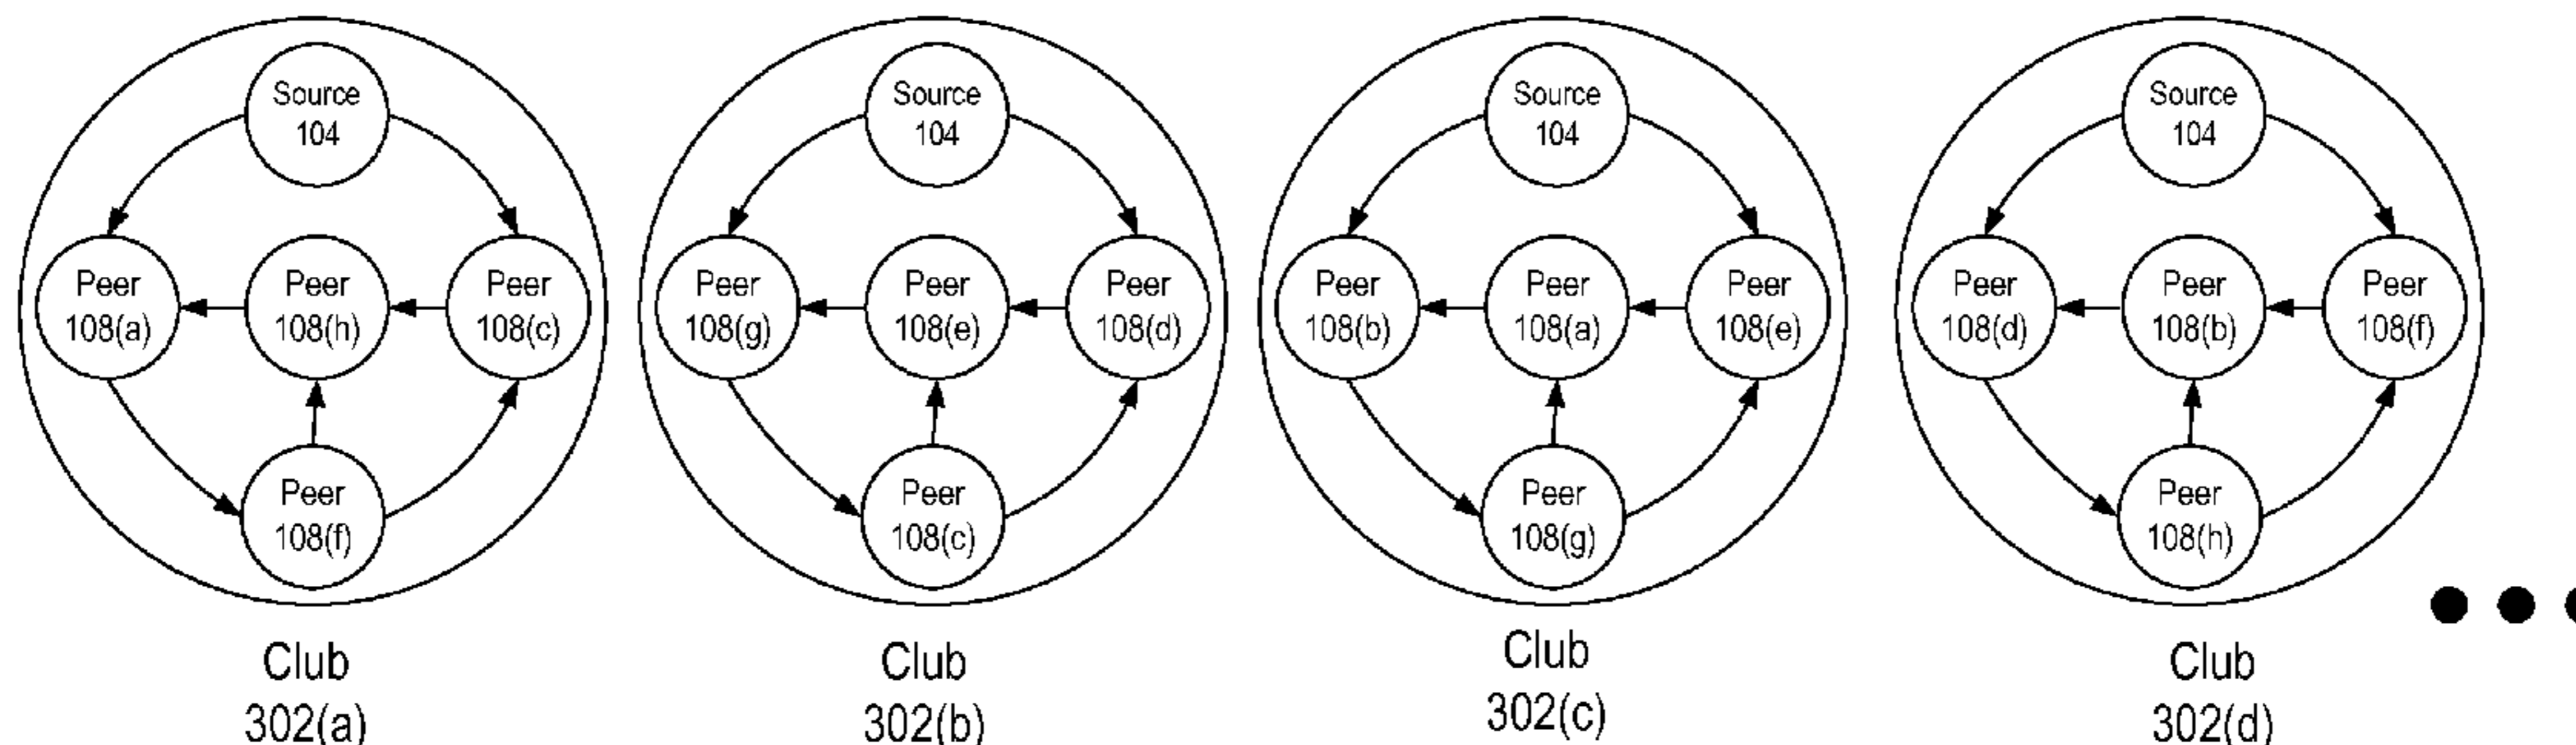 Source
104
Peer
108(a)
Peer
108(h)
Peer
108(c)
Peer
108(f)
Club
302(a)
Source
104
Peer
108(g)
Peer
108(e)
Peer
108(d)
Peer
108(c)
Club
302(b)
Source
104
Peer
108(b)
Peer
108(a)
Peer
108(e)
Peer
108(g)
Club
302(c)
Source
104
Peer
108(d)
Peer
108(b)
Peer
108(f)
Peer
108(h)
Club
302(d)